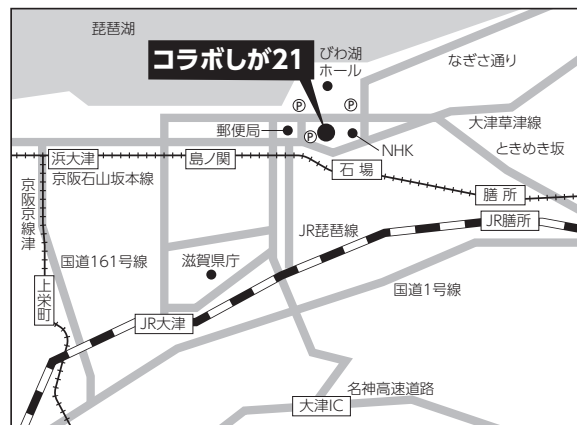 琵琶湖
コラボしが21
びわ湖
ホール
なぎさ通り
Ⓟ
Ⓟ
大津草津線
郵便局
Ⓟ
NHK
ときめき坂
浜大津
島ノ関
石場
京阪石山坂本線
膳所
京阪京線津
JR琵琶線
JR膳所
国道161号線
滋賀県庁
上栄町
国道1号線
JR大津
名神高速道路
大津IC